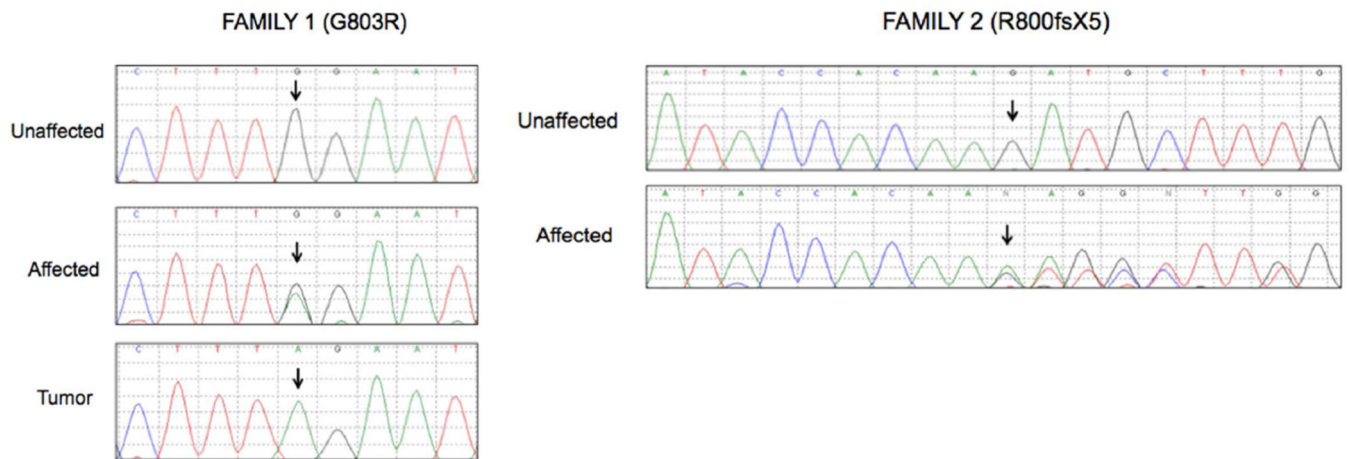 FAMILY 1 (G803R)
Unaffected
C T T T G G A A T
Affected
C T T T G G A A T
Tumor
C T T T A G A A T
FAMILY 2 (R800fsX5)
Unaffected
A T A C C A C A A G A T G C T T T G
Affected
A T A C C A C A A N A G G N T T G G